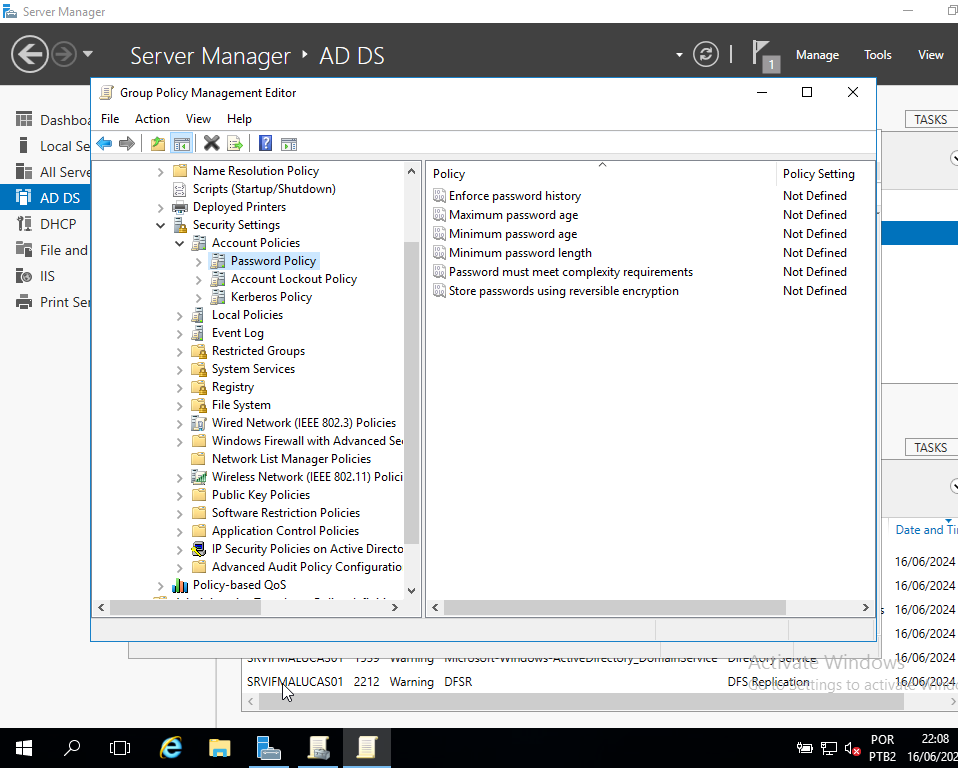 Server Manager
Server Manager
AD DS
1
Manage
Tools
View
Group Policy Management Editor
File
Action
View
Help
Dashboa
Local Se
All Serve
AD DS
DHCP
File and
IIS
Print Ser
Name Resolution Policy
Scripts (Startup/Shutdown)
Deployed Printers
Security Settings
Account Policies
Password Policy
Account Lockout Policy
Kerberos Policy
Local Policies
Event Log
Restricted Groups
System Services
Registry
File System
Wired Network (IEEE 802.3) Policies
Windows Firewall with Advanced Se
Network List Manager Policies
Wireless Network (IEEE 802.11) Polici
Public Key Policies
Software Restriction Policies
Application Control Policies
IP Security Policies on Active Directo
Advanced Audit Policy Configuratio
Policy-based QoS
Policy Policy Setting
Enforce password history Not Defined
Maximum password age Not Defined
Minimum password age Not Defined
Minimum password length Not Defined
Password must meet complexity requirements Not Defined
Store passwords using reversible encryption Not Defined
TASKS
TASKS
Date and Ti
16/06/2024
16/06/2024
16/06/2024
16/06/2024
SRVIFMALUCAS01 1539 Warning Microsoft-Windows-ActiveDirectory_DomainService Directory Service 16/06/2024
SRVIFMALUCAS01 2212 Warning DFSR DFS Replication 16/06/2024
Activate Windows
Go to Settings to activate Windo
POR
PTB2
22:08
16/06/202